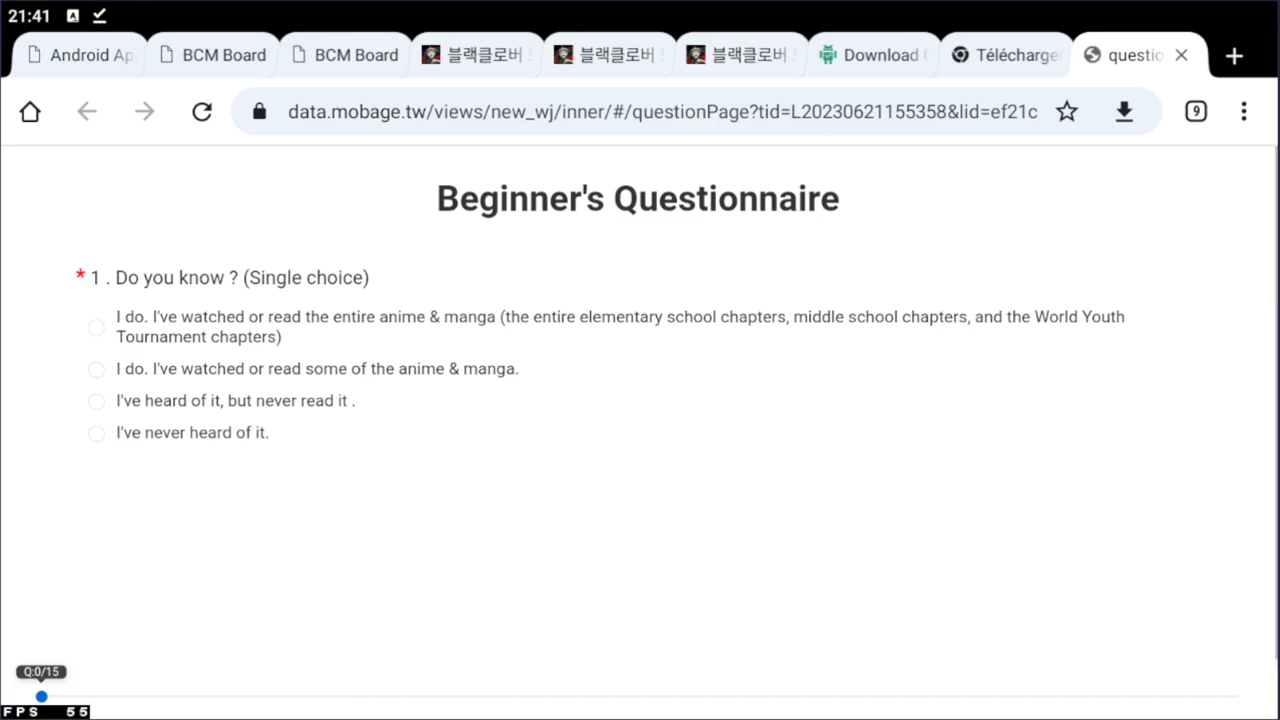 21:41
Android Ap
BCM Board
BCM Board
블랙클로버
블랙클로버
블랙클로버
Download
Télécharge
questio
data.mobage.tw/views/new_wj/inner/#/questionPage?tid=L20230621155358&lid=ef21c
9
Beginner's Questionnaire
* 1 . Do you know ? (Single choice)
I do. I've watched or read the entire anime & manga (the entire elementary school chapters, middle school chapters, and the World Youth
Tournament chapters)
I do. I've watched or read some of the anime & manga.
I've heard of it, but never read it .
I've never heard of it.
Q:0/15
FPS 55